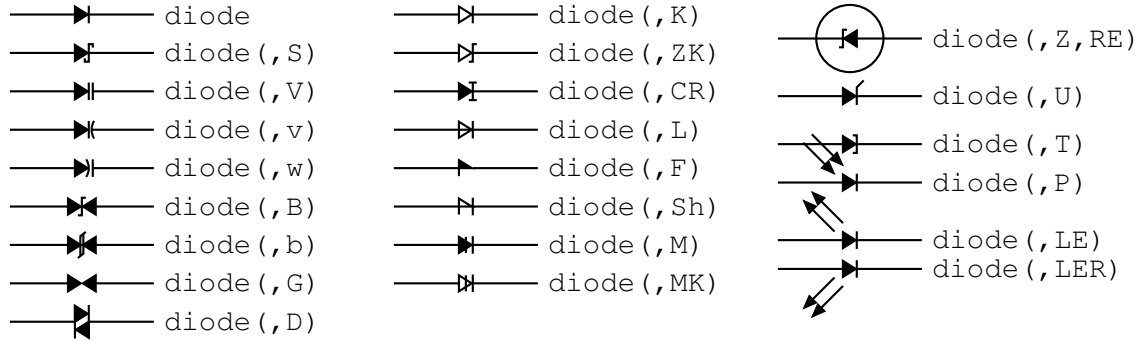 diode
diode(,S)
diode(,V)
diode(,v)
diode(,w)
diode(,B)
diode(,b)
diode(,G)
diode(,D)
diode(,K)
diode(,ZK)
diode(,CR)
diode(,L)
diode(,F)
diode(,Sh)
diode(,M)
diode(,MK)
diode(,Z,RE)
diode(,U)
diode(,T)
diode(,P)
diode(,LE)
diode(,LER)